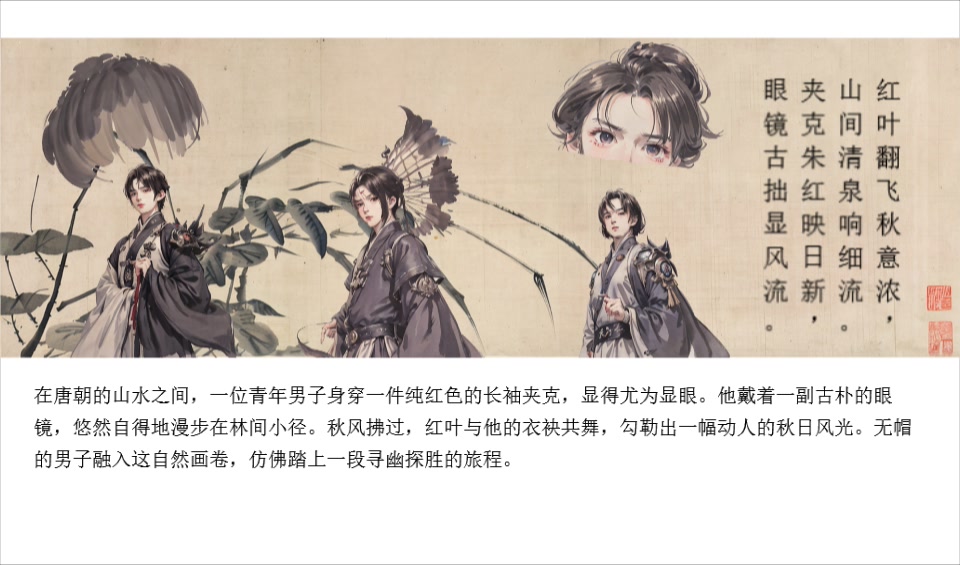 红叶翻飞秋意浓，
山间清泉响细流。
夹克朱红映日新，
眼镜古拙显风流。
在唐朝的山水之间，一位青年男子身穿一件纯红色的长袖夹克，显得尤为显眼。他戴着一副古朴的眼
镜，悠然自得地漫步在林间小径。秋风拂过，红叶与他的衣袂共舞，勾勒出一幅动人的秋日风光。无帽
的男子融入这自然画卷，仿佛踏上一段寻幽探胜的旅程。